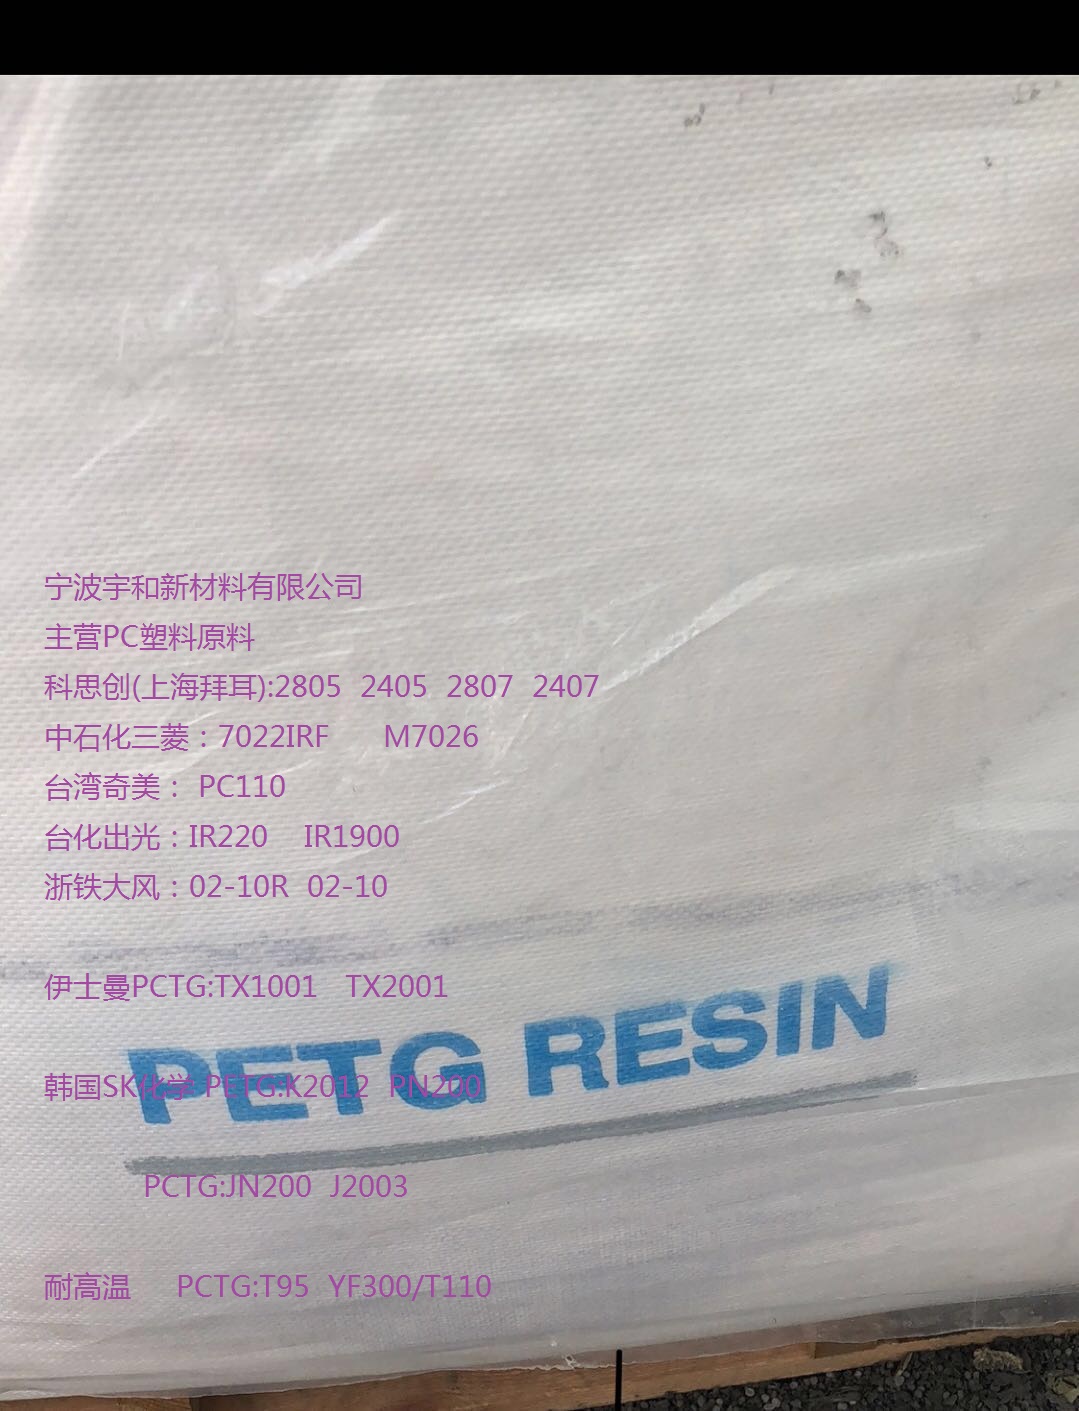 宁波宇和新材料有限公司
主营PC塑料原料
科思创(上海拜耳):2805 2405 2807 2407
中石化三菱：7022IRF M7026
台湾奇美： PC110
台化出光：IR220 IR1900
浙铁大风：02-10R 02-10
伊士曼PCTG:TX1001 TX2001
PETG RESIN
韩国SK化学 PETG:K2012 PN200
PCTG:JN200 J2003
耐高温 PCTG:T95 YF300/T110